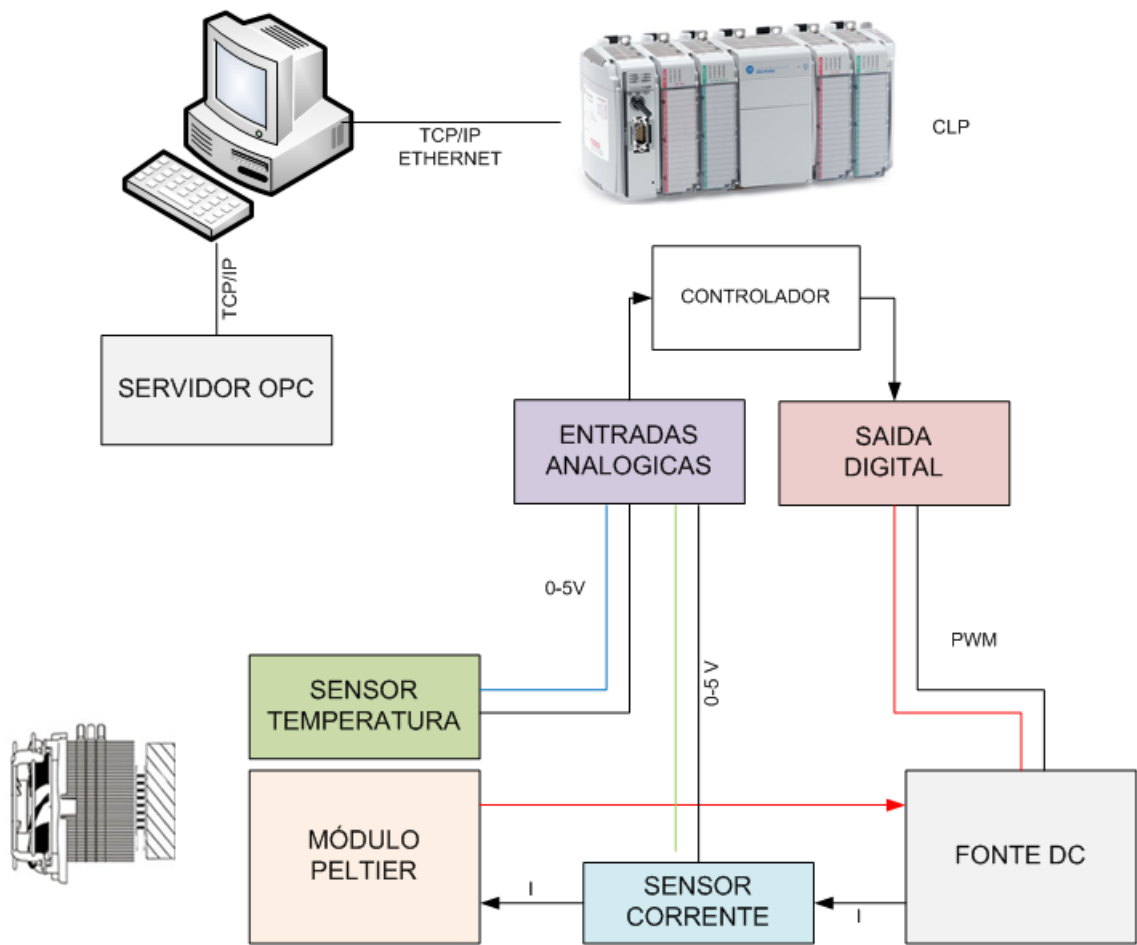 TCP/IP
ETHERNET
CLP
TCP/IP
SERVIDOR OPC
CONTROLADOR
ENTRADAS
ANALOGICAS
SAIDA
DIGITAL
0-5V
0-5 V
PWM
SENSOR
TEMPERATURA
MÓDULO
PELTIER
FONTE DC
SENSOR
CORRENTE
I
I